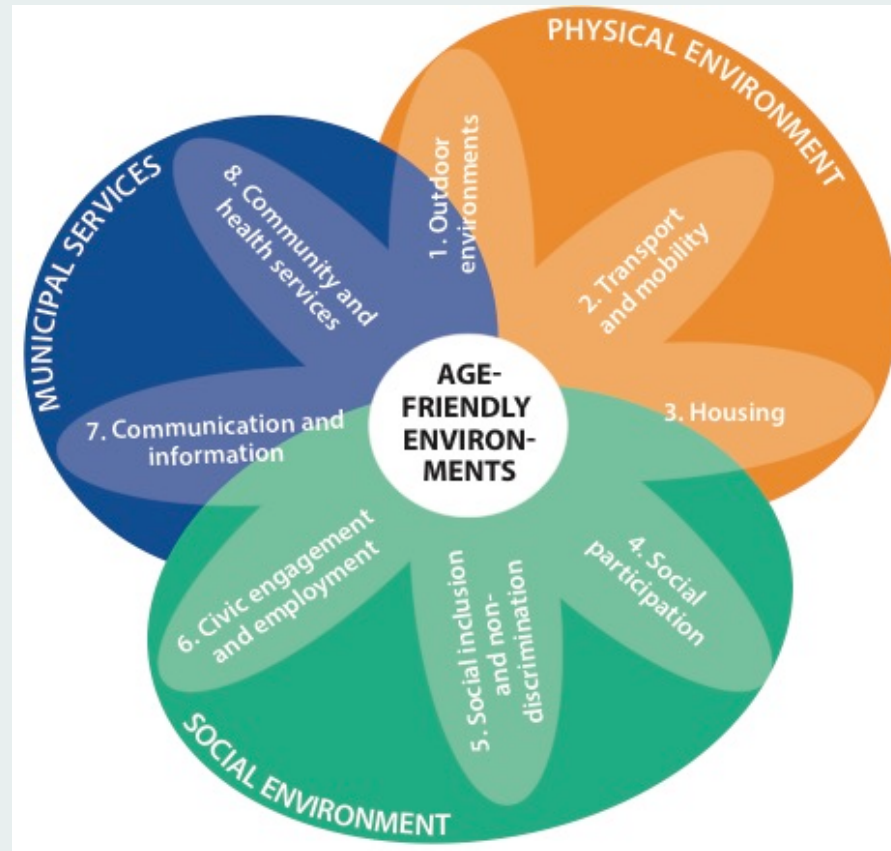 PHYSICAL ENVIRONMENT
1. Outdoor
environments
2. Transport
and mobility
3. Housing
MUNICIPAL SERVICES
8. Community and
health services
7. Communication and
information
AGE-
FRIENDLY
ENVIRON-
MENTS
4. Social
participation
5. Social inclusion
and non-
discrimination
6. Civic engagement
and employment
SOCIAL ENVIRONMENT